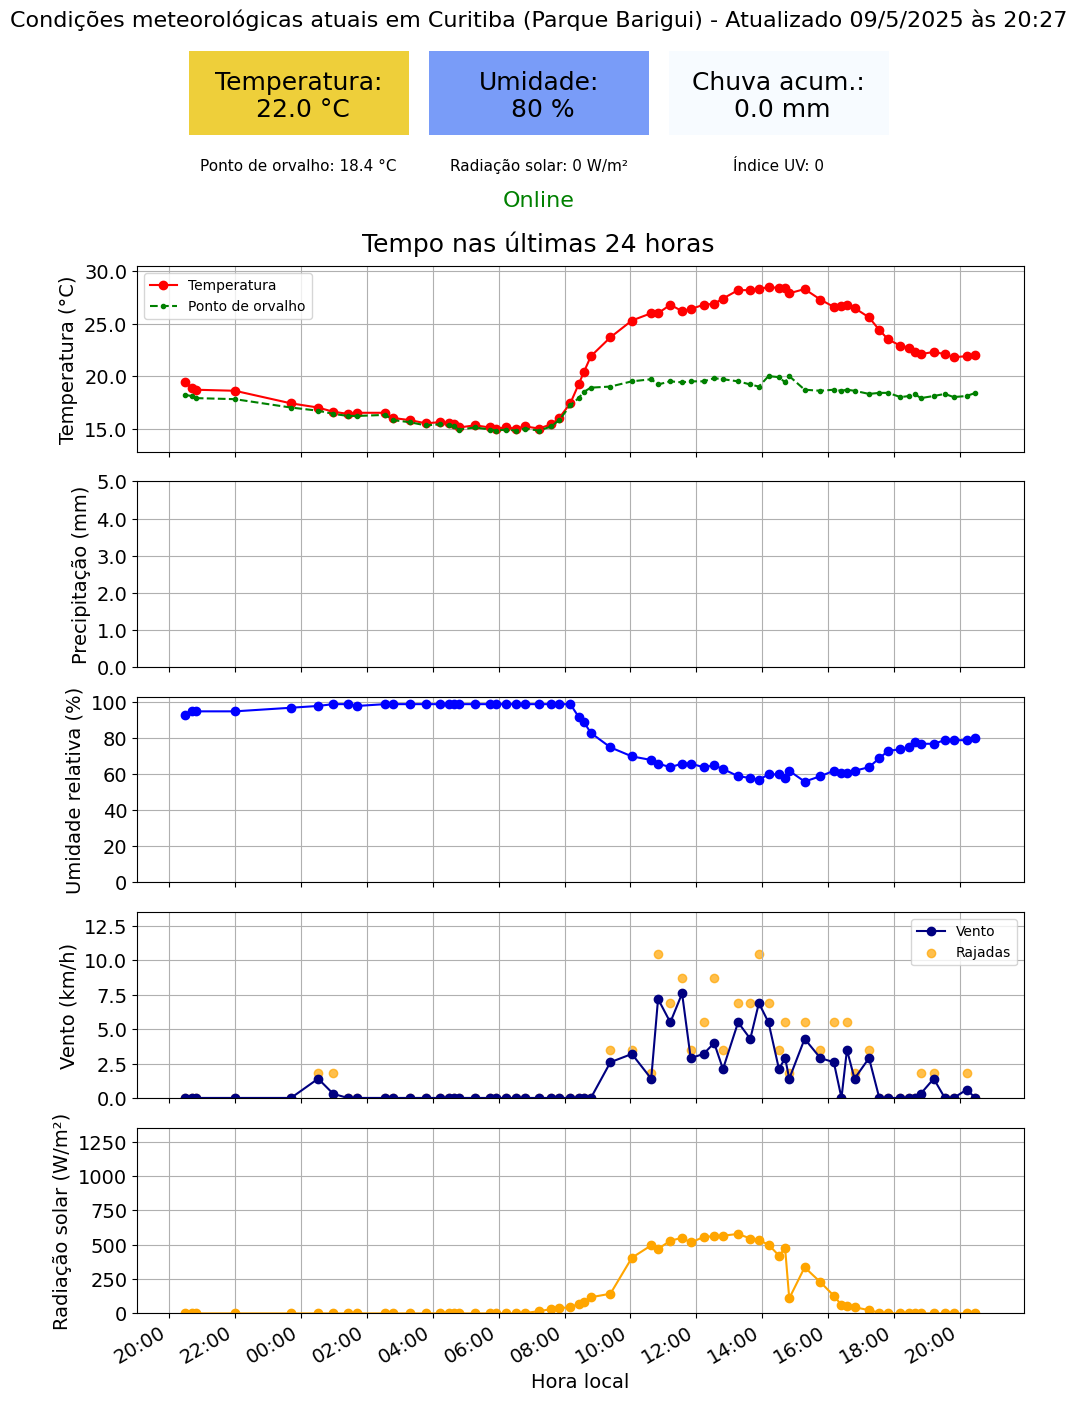 Condições meteorológicas atuais em Curitiba (Parque Barigui) - Atualizado 09/5/2025 às 20:27
Temperatura:
22.0 °C
Umidade:
80 %
Chuva acum.:
0.0 mm
Ponto de orvalho: 18.4 °C
Radiação solar: 0 W/m²
Índice UV: 0
Online
Tempo nas últimas 24 horas
Temperatura (°C)
30.0
25.0
20.0
15.0
Temperatura
Ponto de orvalho
Precipitação (mm)
5.0
4.0
3.0
2.0
1.0
0.0
Umidade relativa (%)
100
80
60
40
20
0
Vento (km/h)
12.5
10.0
7.5
5.0
2.5
0.0
Vento
Rajadas
Radiação solar (W/m²)
1250
1000
750
500
250
0
20:00
22:00
00:00
02:00
04:00
06:00
08:00
10:00
12:00
14:00
16:00
18:00
20:00
Hora local